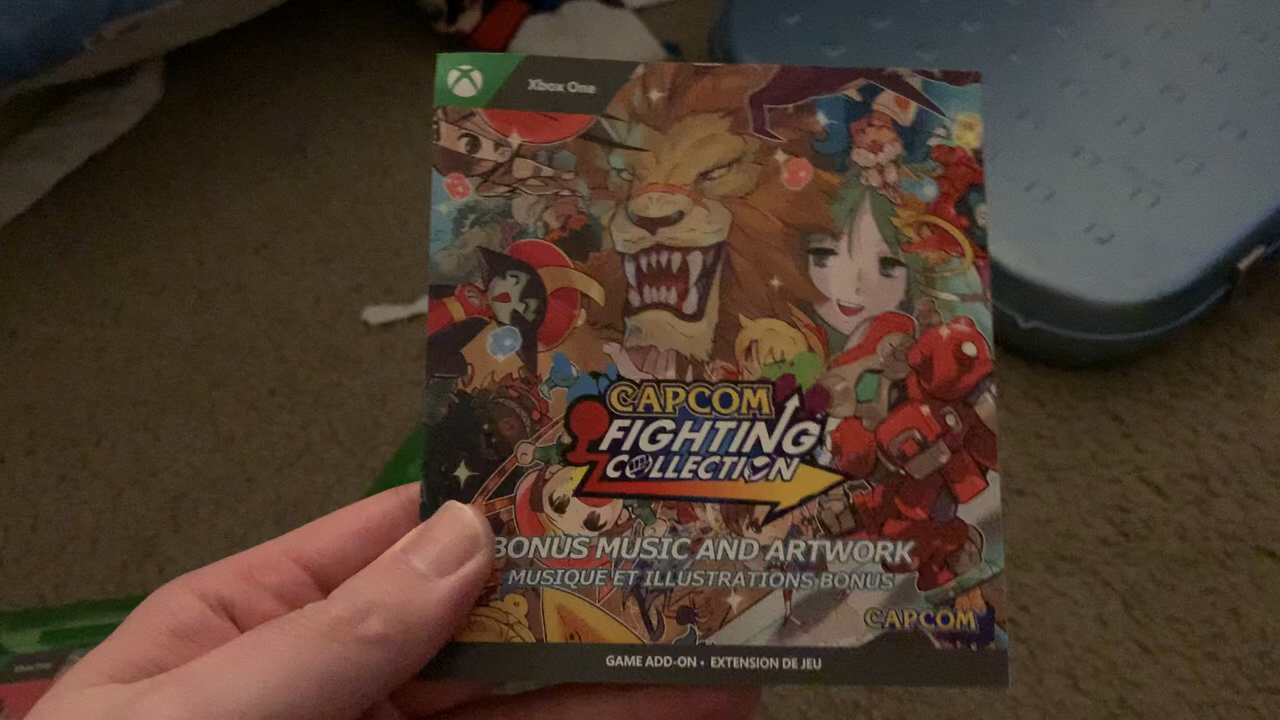 Xbox One
CAPCOM
FIGHTING
COLLECTION
BONUS MUSIC AND ARTWORK
MUSIQUE ET ILLUSTRATIONS BONUS
CAPCOM
GAME ADD-ON • EXTENSION DE JEU